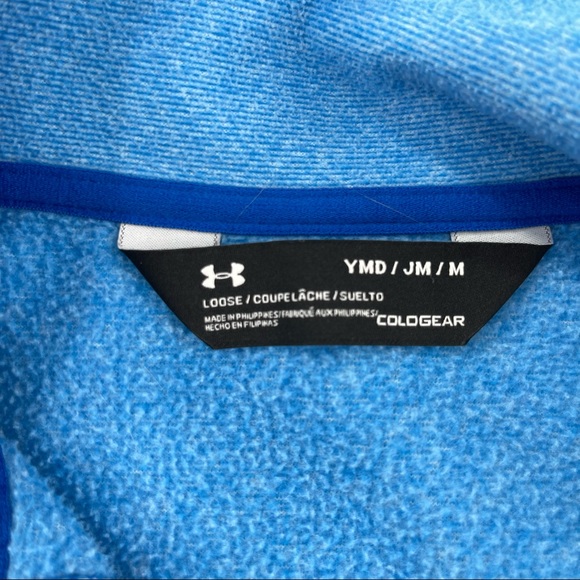 YMD / JM / M
LOOSE / COUPE LÂCHE / SUELTO
MADE IN PHILIPPINES/FABRIQUÉ AUX PHILIPPINES/
HECHO EN FILIPINAS
COLDGEAR